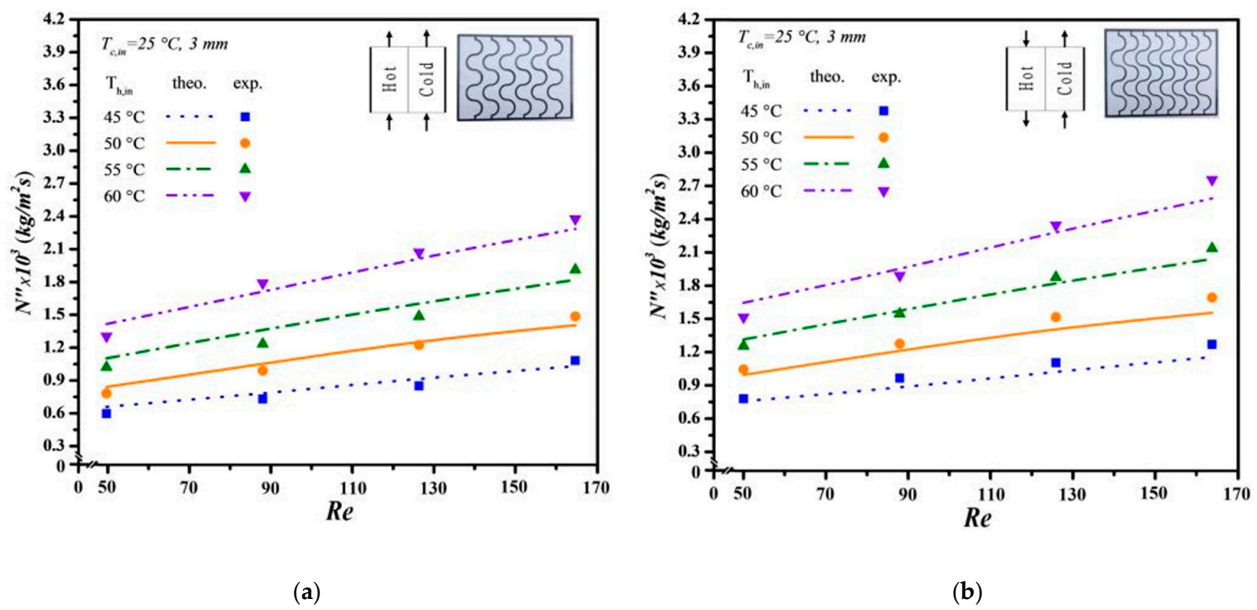 4.2
3.9
3.6
3.3
3.0
2.7
2.4
2.1
1.8
1.5
1.2
0.9
0.6
0.3
0
N"x10³ (kg/m²s)
T_c,in=25 °C, 3 mm
T_h,in theo. exp.
45 °C
50 °C
55 °C
60 °C
Hot Cold
0 50 70 90 110 130 150 170
Re
(a)
4.2
3.9
3.6
3.3
3.0
2.7
2.4
2.1
1.8
1.5
1.2
0.9
0.6
0.3
0
N"x10³ (kg/m²s)
T_c,in=25 °C, 3 mm
T_h,in theo. exp.
45 °C
50 °C
55 °C
60 °C
Hot Cold
0 50 70 90 110 130 150 170
Re
(b)